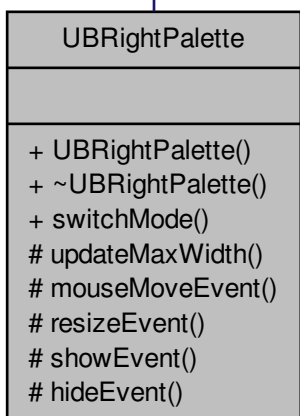 UBRightPalette
+ UBRightPalette()
+ ~UBRightPalette()
+ switchMode()
# updateMaxWidth()
# mouseMoveEvent()
# resizeEvent()
# showEvent()
# hideEvent()